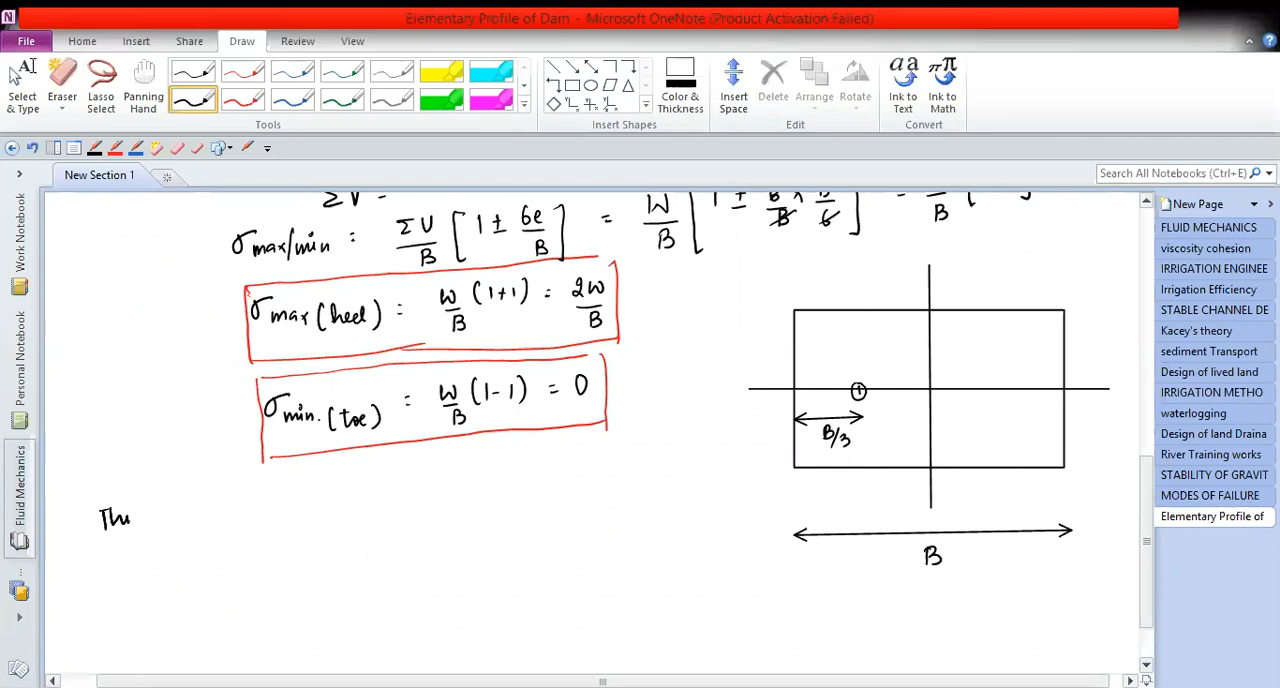 Elementary Profile of Dam - Microsoft OneNote (Product Activation Failed)
File Home Insert Share Draw Review View
Select & Type
Eraser
Lasso Select
Panning Hand
Color & Thickness
Insert Space
Delete
Arrange
Rotate
Ink to Text
Ink to Math
Tools
Insert Shapes
Edit
Convert
New Section 1
Search All Notebooks (Ctrl+E)
New Page
FLUID MECHANICS
viscosity cohesion
IRRIGATION ENGINEE
Irrigation Efficiency
STABLE CHANNEL DE
Kacey's theory
sediment Transport
Design of lived land
IRRIGATION METHO
waterlogging
Design of land Draina
River Training works
STABILITY OF GRAVIT
MODES OF FAILURE
Elementary Profile of
Work Notebook
Personal Notebook
Fluid Mechanics
ΣV =
σmax/min : ΣV/B [1 ± 6e/B] = W/B [1 ± 6/B × B/6] =
σmax(heel) = W/B (1+1) = 2W/B
σmin.(toe) = W/B (1-1) = 0
B/3
B
The